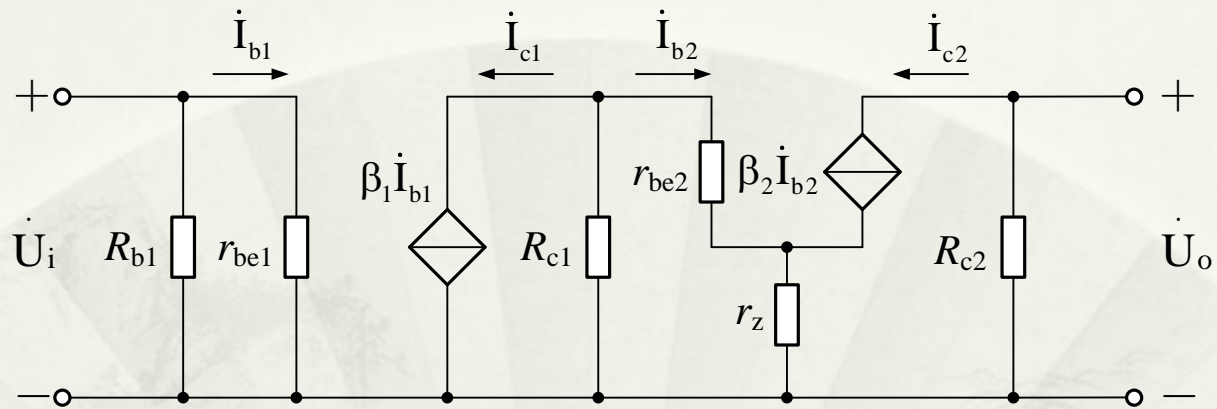 İb1 İc1 İb2 İc2
+ +
β1İb1 rbe2 β2İb2
U̇i Rb1 rbe1 Rc1 Rc2 U̇o
rz
— —